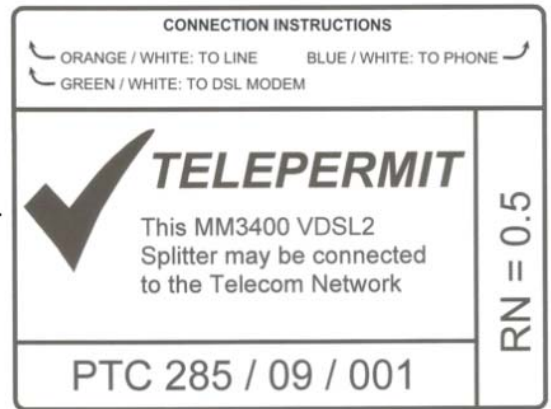 CONNECTION INSTRUCTIONS
ORANGE / WHITE: TO LINE BLUE / WHITE: TO PHONE
GREEN / WHITE: TO DSL MODEM
TELEPERMIT
This MM3400 VDSL2
Splitter may be connected
to the Telecom Network
RN = 0.5
PTC 285 / 09 / 001